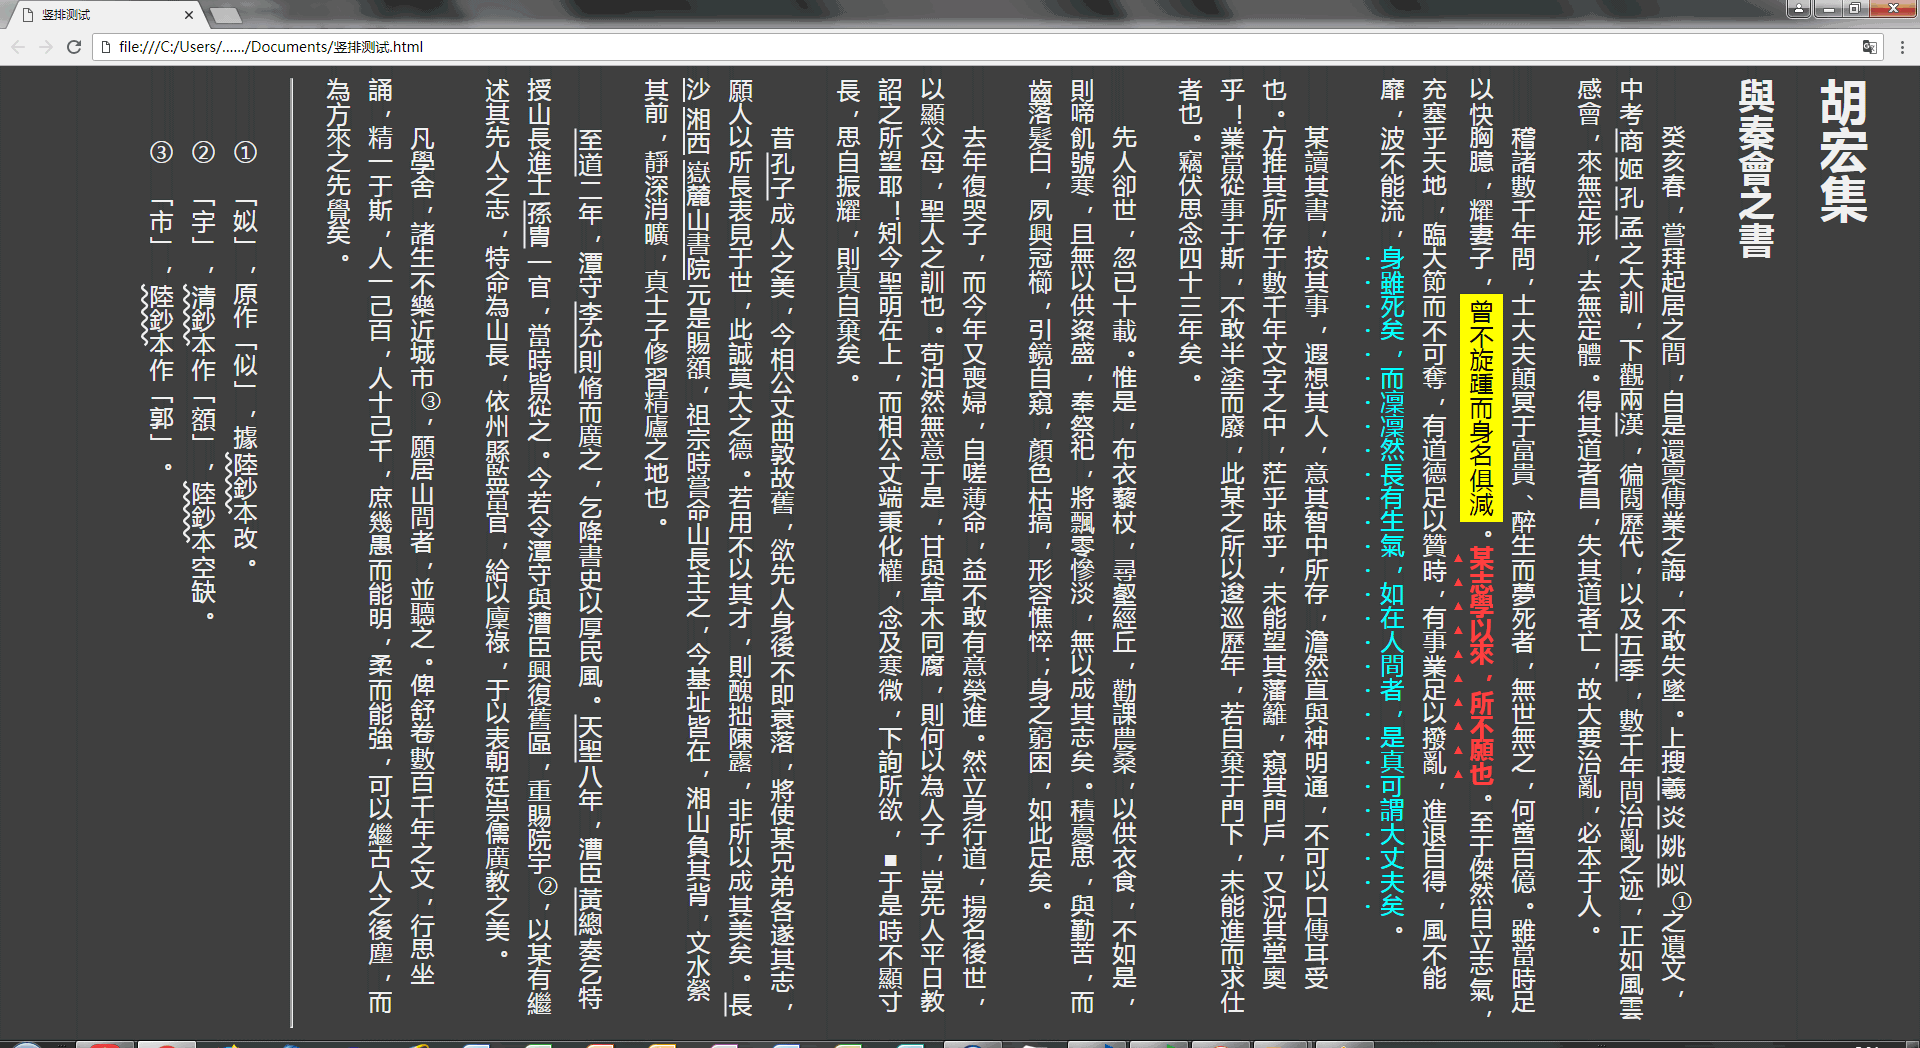 竖排测试
file:///C:/Users/....../Documents/竖排测试.html
胡宏集
與秦會之書
癸亥春，嘗拜起居之間，自是還稟傳業之誨，不敢失墜。上搜羲炎姚姒①之遺文，
中考商姬孔孟之大訓，下觀兩漢，徧閱歷代，以及五季，數千年間治亂之迹，正如風雲
感會，來無定形，去無定體。得其道者昌，失其道者亡，故大要治亂，必本于人。
稽諸數千年間，士大夫顛冥于富貴、醉生而夢死者，無世無之，何啻百億。雖當時足
以快胸臆，耀妻子，曾不旋踵而身名俱滅。某志學以來，所不願也。至于傑然自立志氣，
充塞乎天地，臨大節而不可奪，有道德足以贊時，有事業足以撥亂，進退自得，風不能
靡，波不能流，身雖死矣，而凜凜然長有生氣，如在人間者，是真可謂大丈夫矣。
某讀其書，按其事，遐想其人，意其智中所存，澹然直與神明通，不可以口傳耳受
也。方推其所存于數千年文字之中，茫乎昧乎，未能望其藩籬，窺其門戶，又況其堂奧
乎！業當從事于斯，不敢半塗而廢，此某之所以逡巡歷年，若自棄于門下，未能進而求仕
者也。竊伏思念四十三年矣。
先人卻世，忽已十載。惟是，布衣藜杖，尋壑經丘，勸課農桑，以供衣食，不如是，
則啼飢號寒，且無以供粢盛，奉祭祀，將飄零慘淡，無以成其志矣。積憂思，與勤苦，而
齒落髮白，夙興冠櫛，引鏡自窺，顏色枯槁，形容憔悴；身之窮困，如此足矣。
去年復哭子，而今年又喪婦，自嗟薄命，益不敢有意榮進。然立身行道，揚名後世，
以顯父母，聖人之訓也。苟泊然無意于是，甘與草木同腐，則何以為人子，豈先人平日教
詔之所望耶！矧今聖明在上，而相公丈端秉化權，念及寒微，下詢所欲，■于是時不顯寸
長，思自振耀，則真自棄矣。
昔孔子成人之美，今相公丈曲敦故舊，欲先人身後不即衰落，將使某兄弟各遂其志，
願人以所長表見于世，此誠莫大之德。若用不以其才，則醜拙陳露，非所以成其美矣。長
沙湘西嶽麓山書院元是賜額，祖宗時嘗命山長主之，今基址皆在，湘山負其背，文水縈
其前，靜深消曠，真士子修習精廬之地也。
至道二年，潭守李允則脩而廣之，乞降書史以厚民風。天聖八年，漕臣黃總奏乞特
授山長進士孫冑一官，當時皆從之。今若令潭守與漕臣興復舊區，重賜院宇②，以某有繼
述其先人之志，特命為山長，依州縣監當官，給以廩祿，于以表朝廷崇儒廣教之美。
凡學舍，諸生不樂近城市③，願居山間者，並聽之。俾舒卷數百千年之文，行思坐
誦，精一于斯，人一己百，人十己千，庶幾愚而能明，柔而能強，可以繼古人之後塵，而
為方來之先覺矣。
①　「姒」，原作「似」，據陸鈔本改。
②　「宇」，清鈔本作「額」，陸鈔本空缺。
③　「市」，陸鈔本作「郭」。